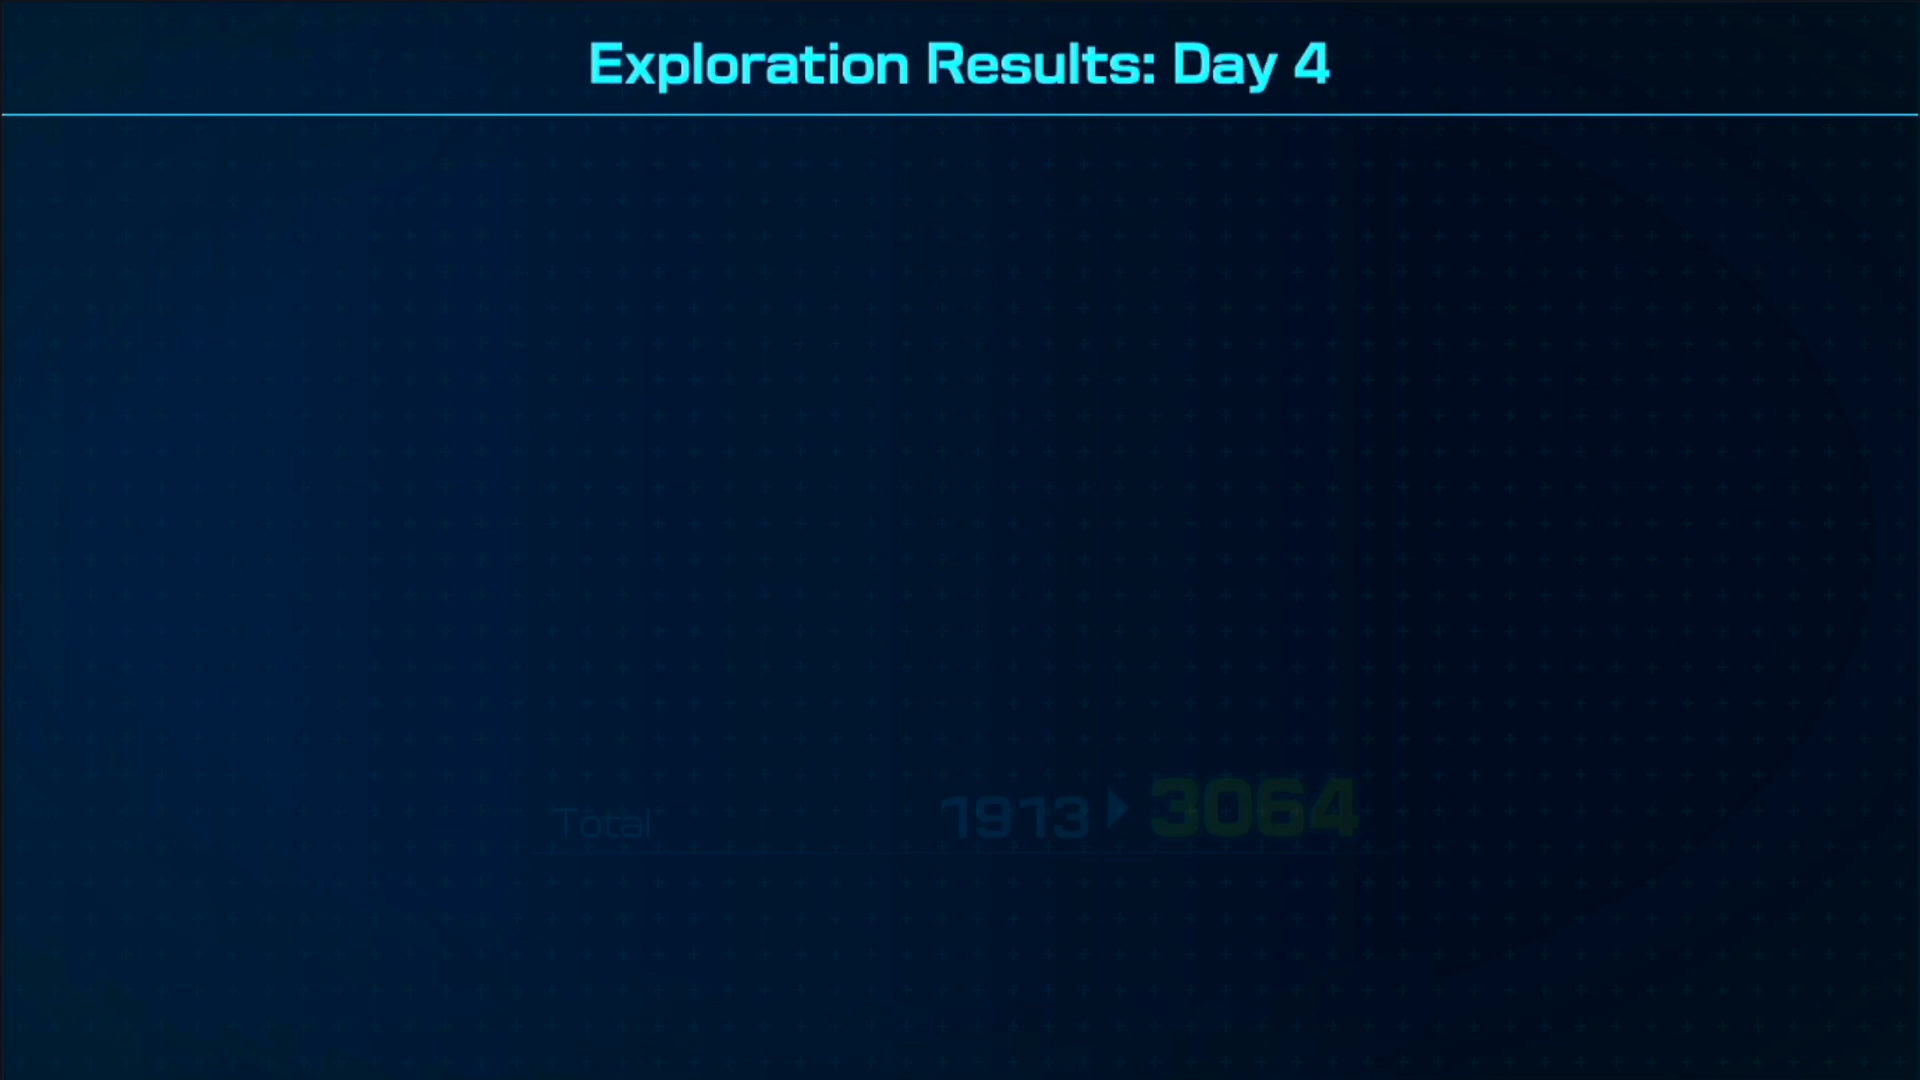 Exploration Results: Day 4
Total 1913 ▶ 3064